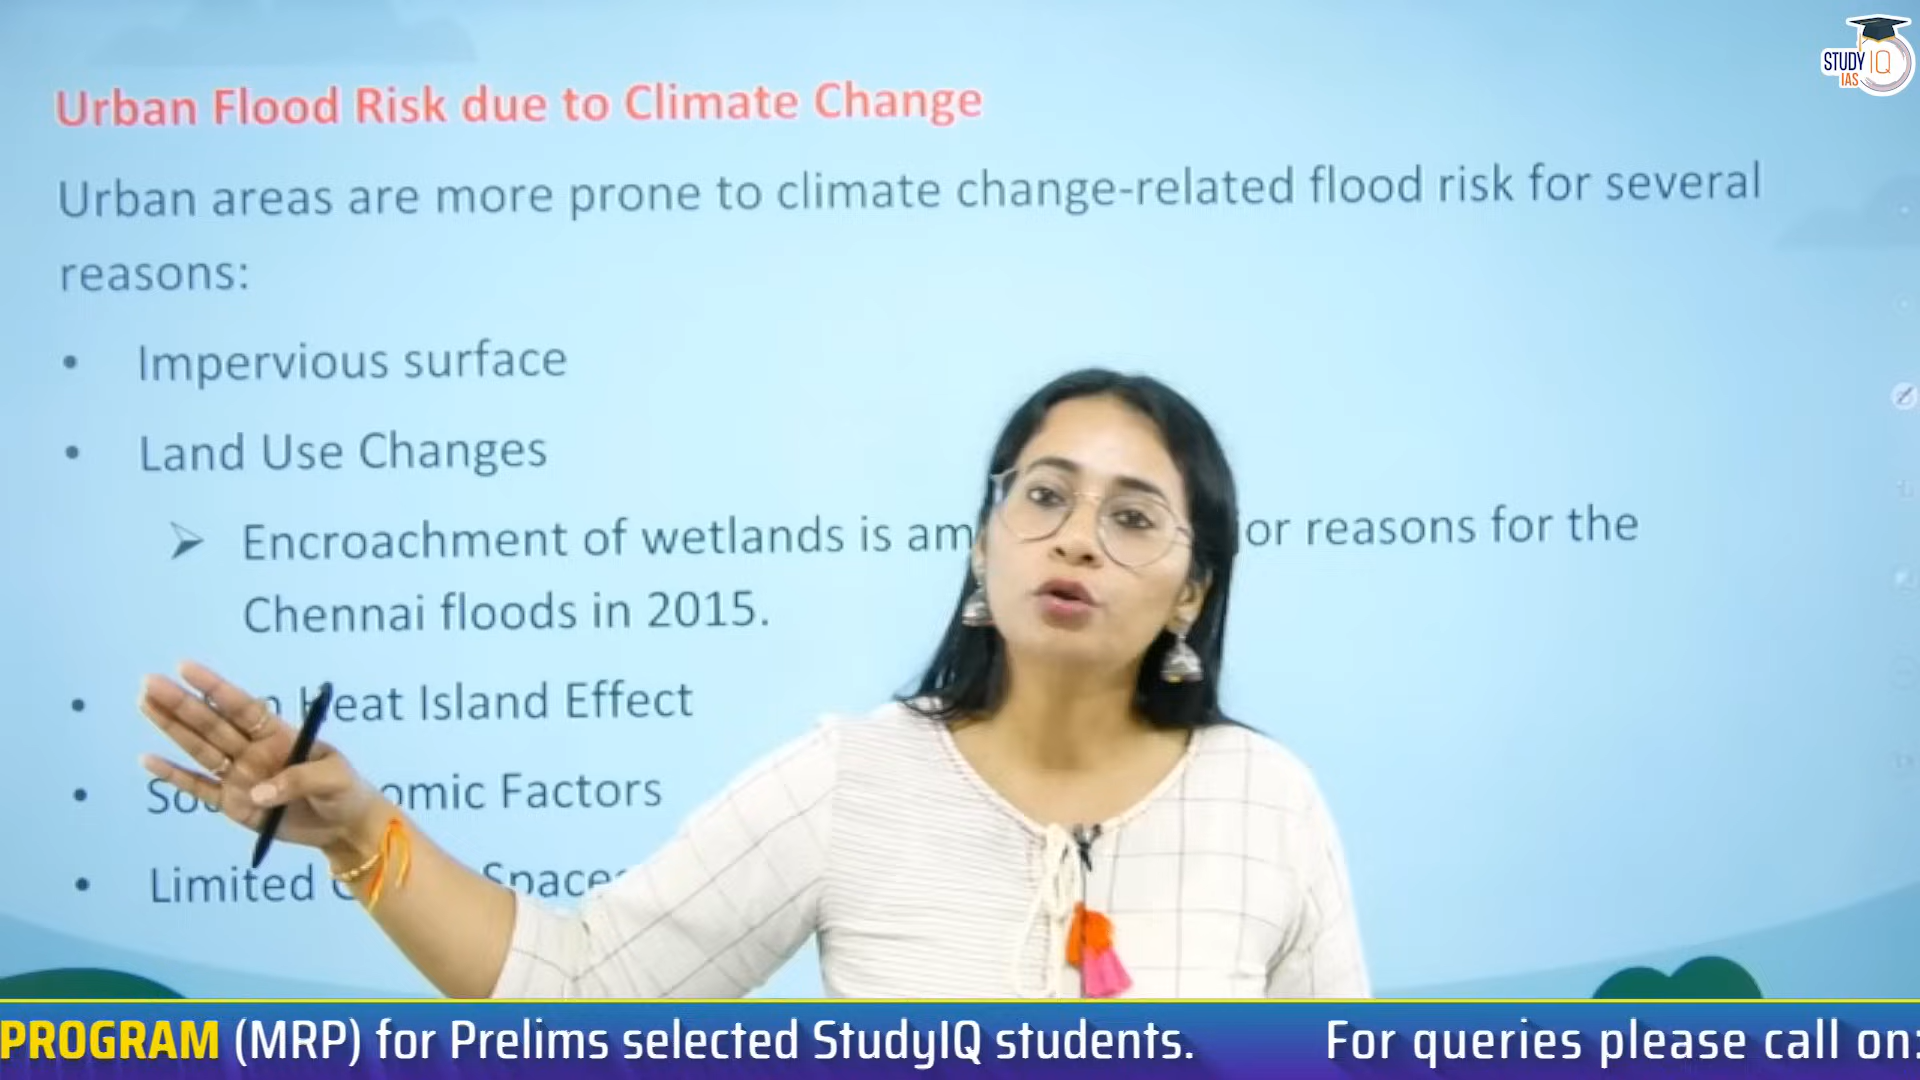 STUDY IQ
IAS
Urban Flood Risk due to Climate Change
Urban areas are more prone to climate change-related flood risk for several
reasons:
• Impervious surface
• Land Use Changes
➢ Encroachment of wetlands is am or reasons for the
Chennai floods in 2015.
• Heat Island Effect
• omic Factors
• Limited Spaces
PROGRAM (MRP) for Prelims selected StudyIQ students. For queries please call on: